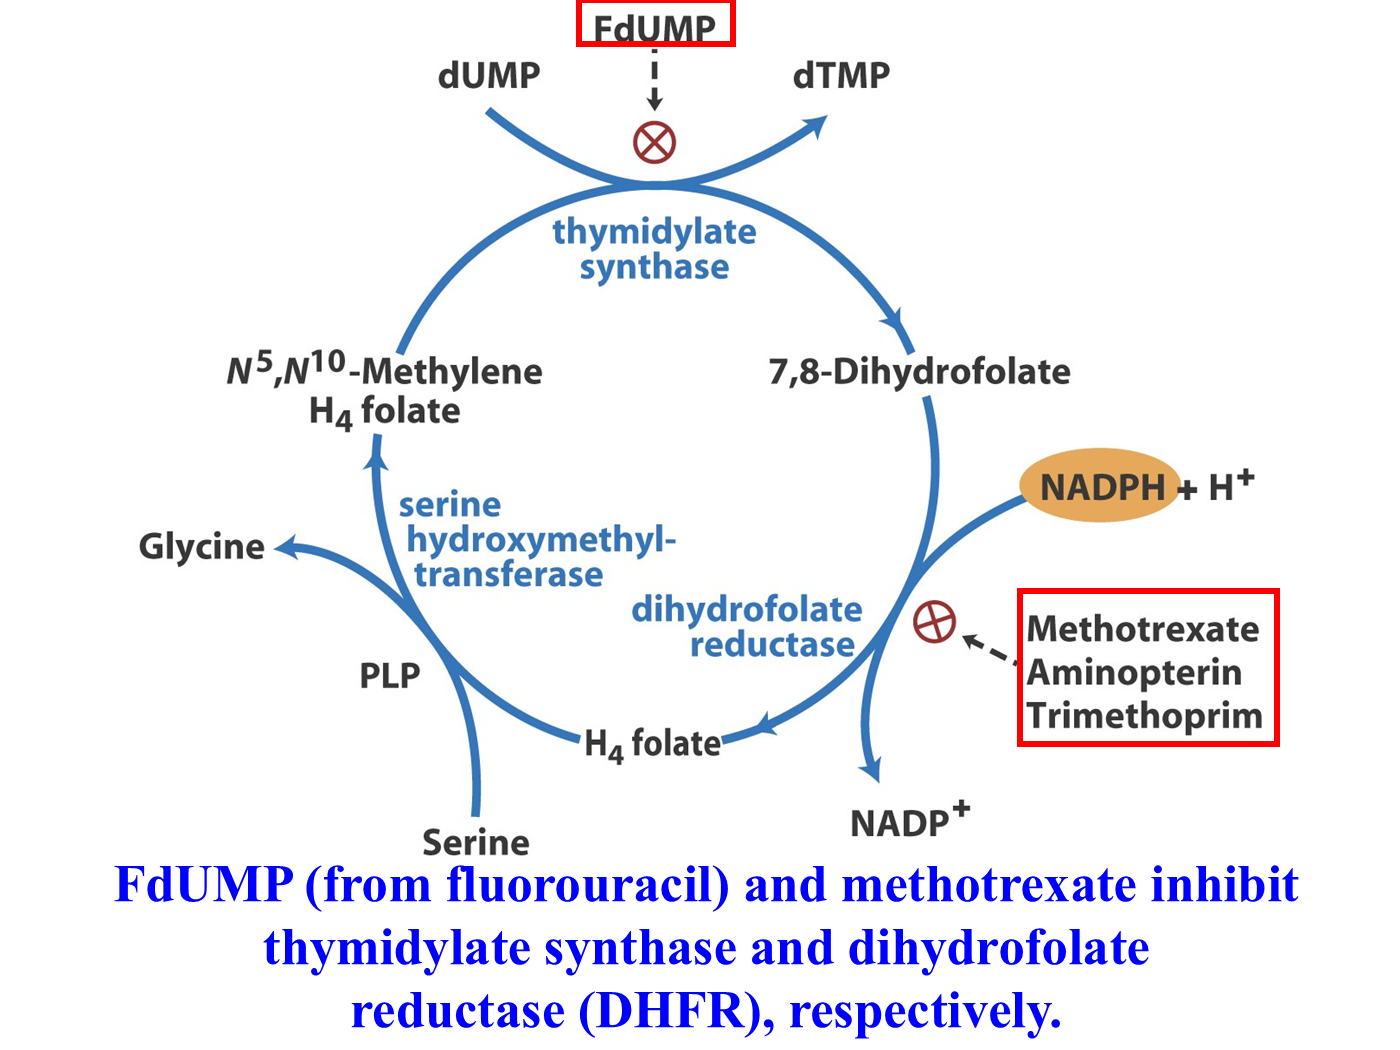 FdUMP
dUMP
dTMP
thymidylate
synthase
N⁵,N¹⁰-Methylene
H₄ folate
7,8-Dihydrofolate
NADPH + H⁺
serine
hydroxymethyl-
transferase
Glycine
dihydrofolate
reductase
Methotrexate
Aminopterin
Trimethoprim
PLP
H₄ folate
NADP⁺
Serine
FdUMP (from fluorouracil) and methotrexate inhibit
thymidylate synthase and dihydrofolate
reductase (DHFR), respectively.